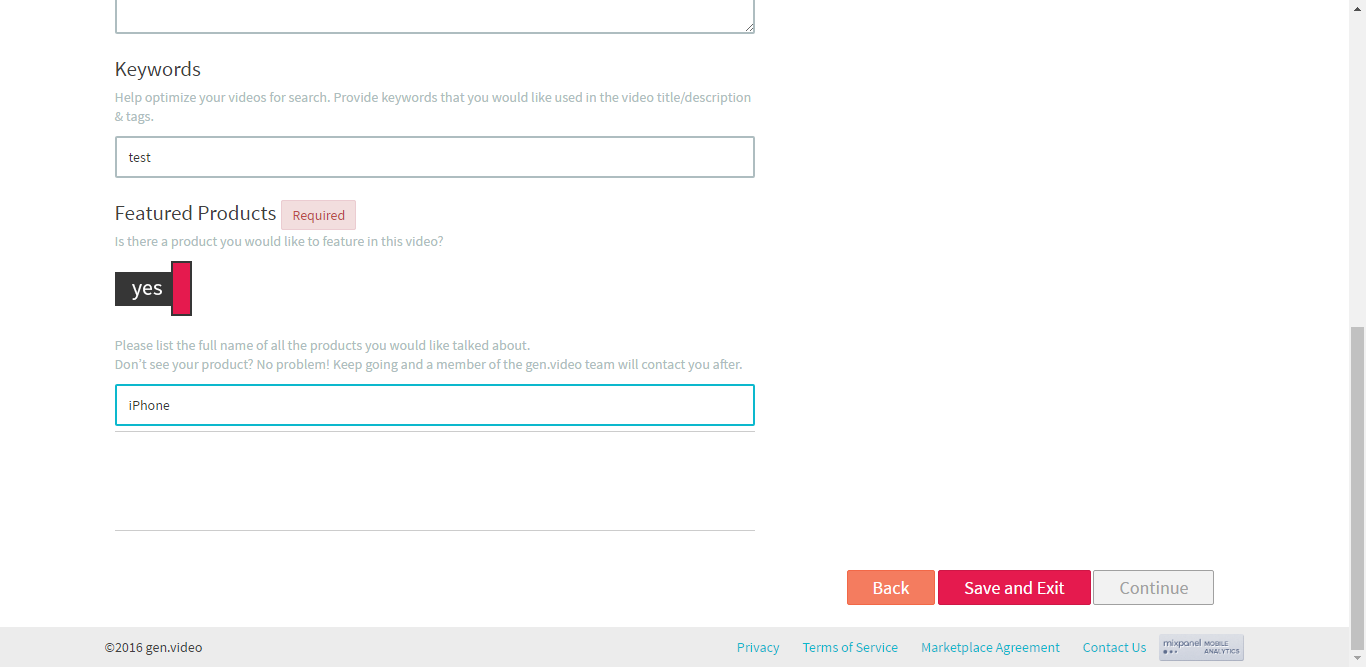 Keywords
Help optimize your videos for search. Provide keywords that you would like used in the video title/description
& tags.
test
Featured Products Required
Is there a product you would like to feature in this video?
yes
Please list the full name of all the products you would like talked about.
Don't see your product? No problem! Keep going and a member of the gen.video team will contact you after.
iPhone
Back Save and Exit Continue
©2016 gen.video Privacy Terms of Service Marketplace Agreement Contact Us mixpanel MOBILE ANALYTICS